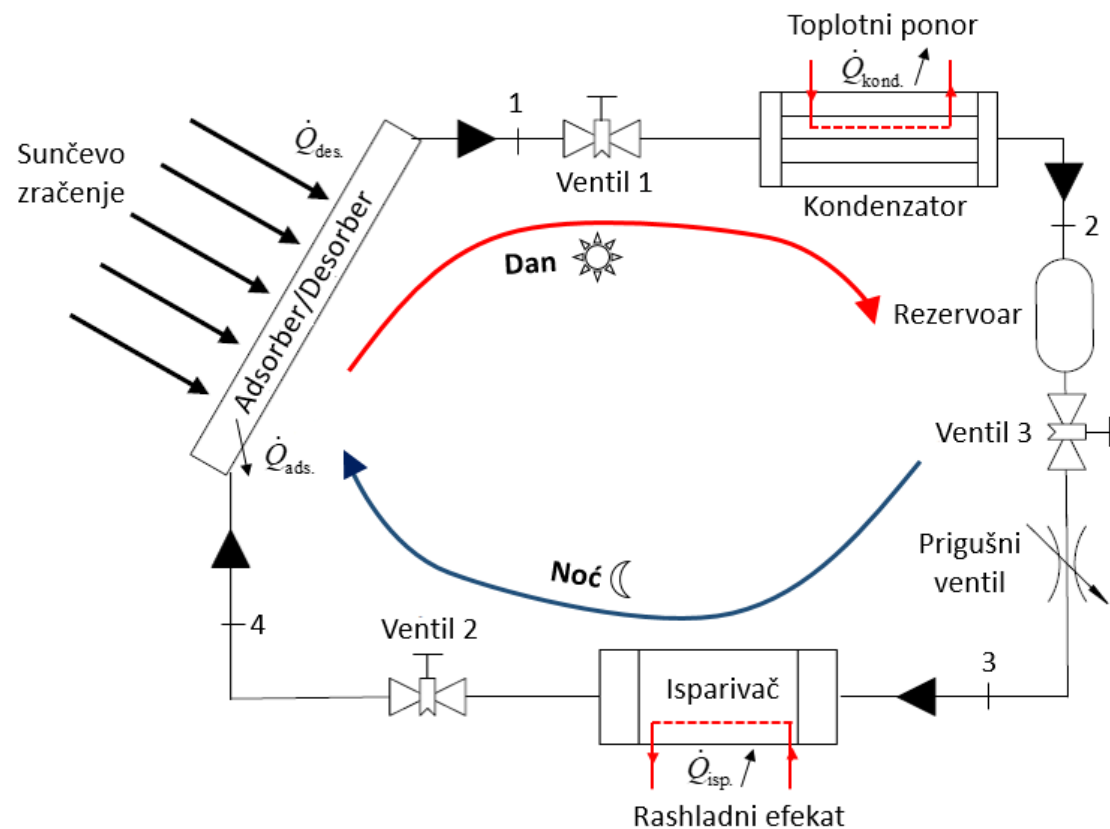 Toplotni ponor
Q̇kond.
1
Q̇des.
Sunčevo
zračenje
Ventil 1
Kondenzator
2
Adsorber/Desorber
Dan
Rezervoar
Ventil 3
Q̇ads.
Prigušni
ventil
Noć
4
Ventil 2
3
Isparivač
Q̇isp.
Rashladni efekat